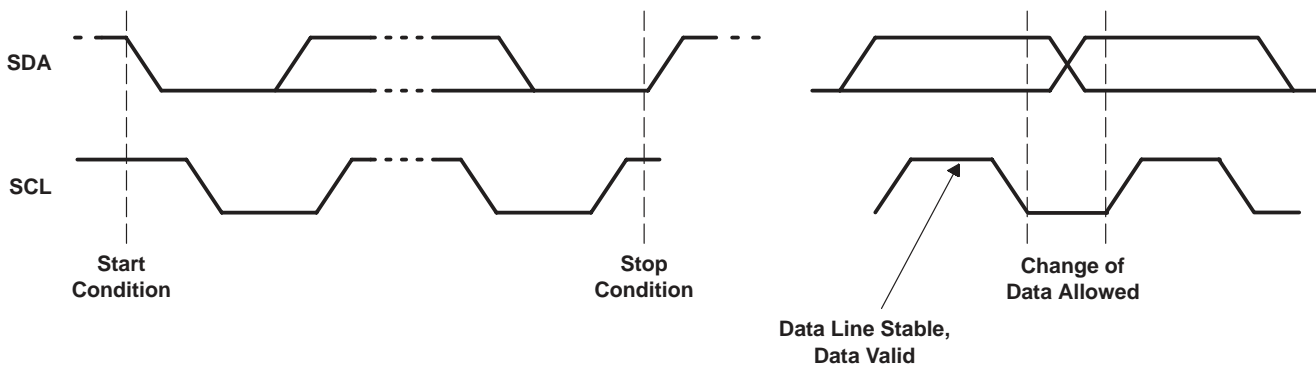 SDA
SCL
Start
Condition
Stop
Condition
Change of
Data Allowed
Data Line Stable,
Data Valid